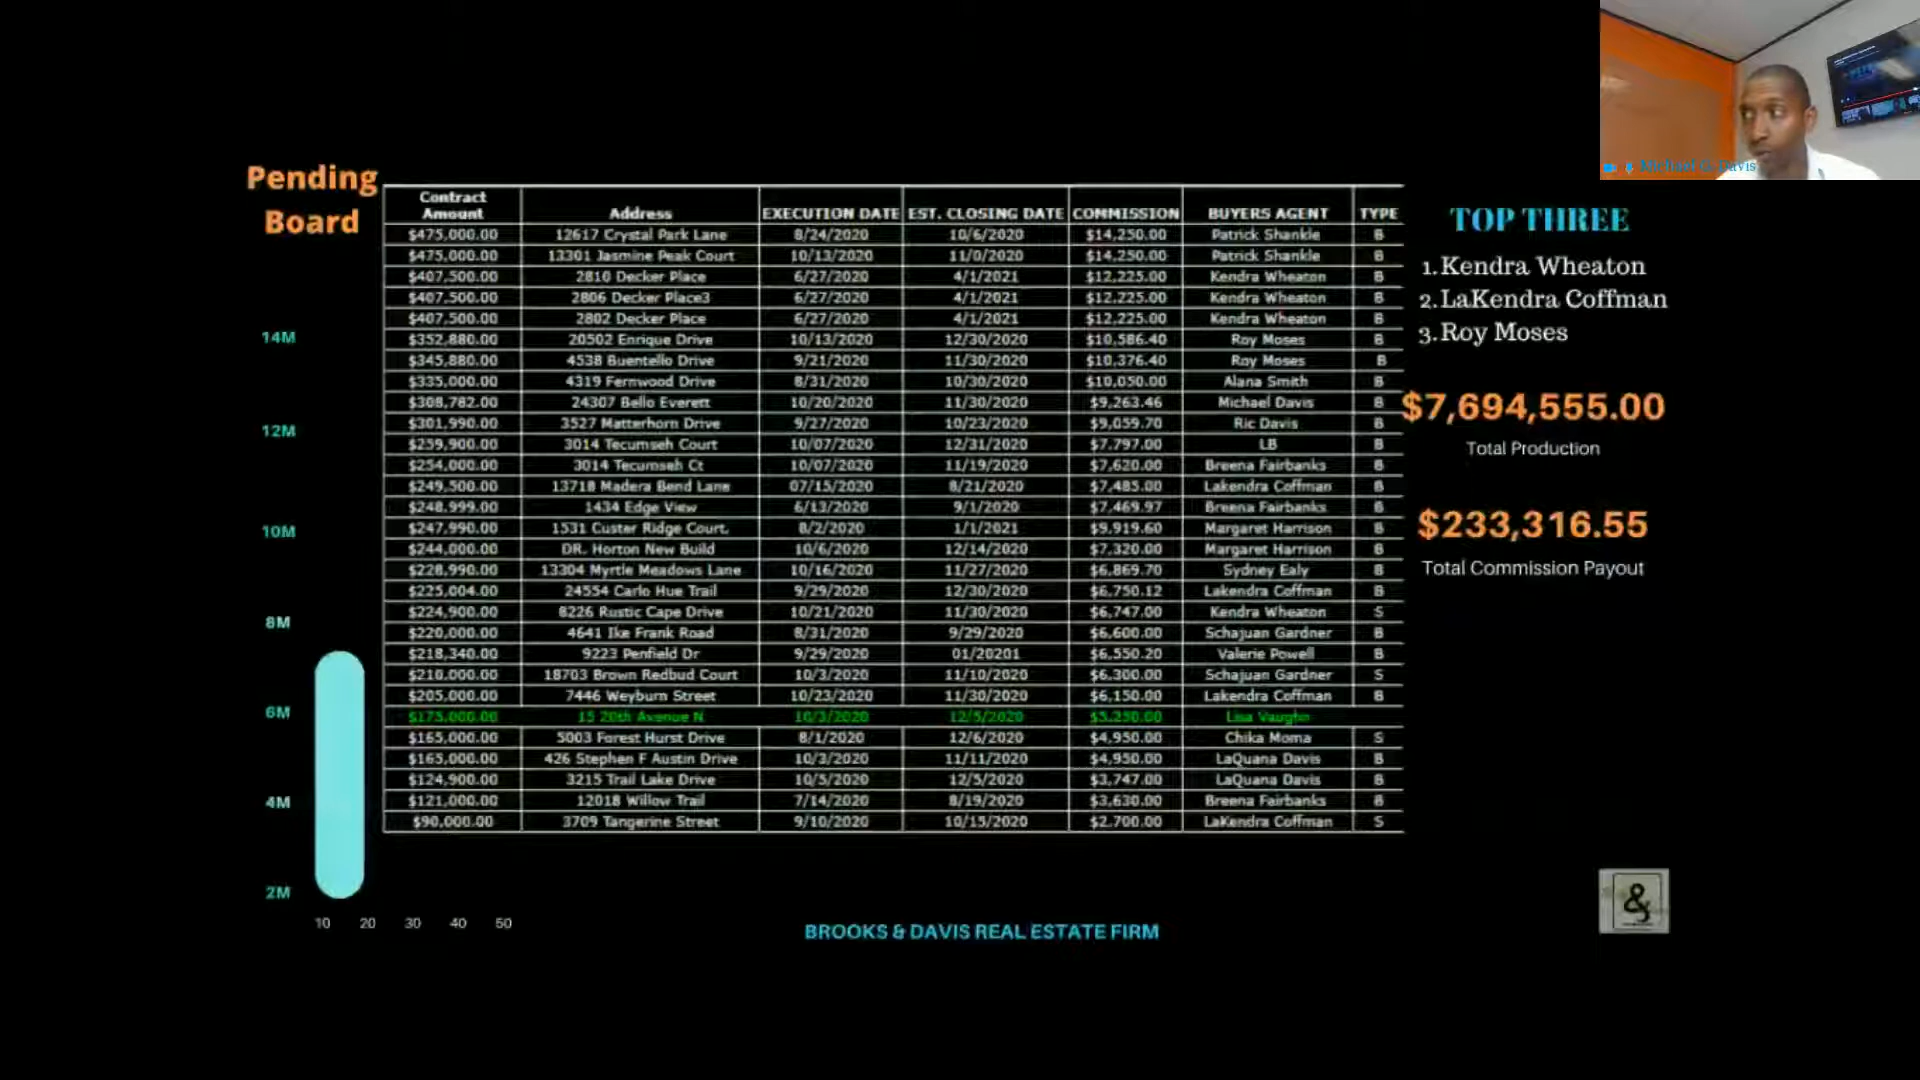 Michael G. Davis
Pending
Board
Contract Amount Address EXECUTION DATE EST. CLOSING DATE COMMISSION BUYERS AGENT TYPE
$475,000.00 12617 Crystal Park Lane 8/24/2020 10/6/2020 $14,250.00 Patrick Shankle B
$475,000.00 13301 Jasmine Peak Court 10/13/2020 11/0/2020 $14,250.00 Patrick Shankle B
$407,500.00 2810 Decker Place 6/27/2020 4/1/2021 $12,225.00 Kendra Wheaton B
$407,500.00 2806 Decker Place3 6/27/2020 4/1/2021 $12,225.00 Kendra Wheaton B
$407,500.00 2802 Decker Place 6/27/2020 4/1/2021 $12,225.00 Kendra Wheaton B
$352,880.00 20502 Enrique Drive 10/13/2020 12/30/2020 $10,586.40 Roy Moses B
$345,880.00 4538 Buentello Drive 9/21/2020 11/30/2020 $10,376.40 Roy Moses B
$335,000.00 4319 Fernwood Drive 8/31/2020 10/30/2020 $10,050.00 Alana Smith B
$308,782.00 24307 Bello Everett 10/20/2020 11/30/2020 $9,263.46 Michael Davis B
$301,990.00 3527 Matterhorn Drive 9/27/2020 10/23/2020 $9,059.70 Ric Davis B
$259,900.00 3014 Tecumseh Court 10/07/2020 12/31/2020 $7,797.00 LB B
$254,000.00 3014 Tecumseh Ct 10/07/2020 11/19/2020 $7,620.00 Breena Fairbanks B
$249,500.00 13718 Madera Bend Lane 07/15/2020 8/21/2020 $7,485.00 Lakendra Coffman B
$248,999.00 1434 Edge View 6/13/2020 9/1/2020 $7,469.97 Breena Fairbanks B
$247,990.00 1531 Custer Ridge Court. 8/2/2020 1/1/2021 $9,919.60 Margaret Harrison B
$244,000.00 DR. Horton New Build 10/6/2020 12/14/2020 $7,320.00 Margaret Harrison B
$228,990.00 13304 Myrtle Meadows Lane 10/16/2020 11/27/2020 $6,869.70 Sydney Ealy B
$225,004.00 24554 Carlo Hue Trail 9/29/2020 12/30/2020 $6,750.12 Lakendra Coffman B
$224,900.00 8226 Rustic Cape Drive 10/21/2020 11/30/2020 $6,747.00 Kendra Wheaton S
$220,000.00 4641 Ike Frank Road 8/31/2020 9/29/2020 $6,600.00 Schajuan Gardner B
$218,340.00 9223 Penfield Dr 9/29/2020 01/20201 $6,550.20 Valerie Powell B
$210,000.00 18703 Brown Redbud Court 10/3/2020 11/10/2020 $6,300.00 Schajuan Gardner S
$205,000.00 7446 Weyburn Street 10/23/2020 11/30/2020 $6,150.00 Lakendra Coffman B
$175,000.00 15 20th Avenue N 10/3/2020 12/5/2020 $5,250.00 Lisa Vaughn
$165,000.00 5003 Forest Hurst Drive 8/1/2020 12/6/2020 $4,950.00 Chika Moma S
$165,000.00 426 Stephen F Austin Drive 10/3/2020 11/11/2020 $4,950.00 LaQuana Davis B
$124,900.00 3215 Trail Lake Drive 10/5/2020 12/5/2020 $3,747.00 LaQuana Davis B
$121,000.00 12018 Willow Trail 7/14/2020 8/19/2020 $3,630.00 Breena Fairbanks B
$90,000.00 3709 Tangerine Street 9/10/2020 10/15/2020 $2,700.00 LaKendra Coffman S
TOP THREE
1. Kendra Wheaton
2. LaKendra Coffman
3. Roy Moses
$7,694,555.00
Total Production
$233,316.55
Total Commission Payout
14M
12M
10M
8M
6M
4M
2M
10 20 30 40 50
BROOKS & DAVIS REAL ESTATE FIRM
&